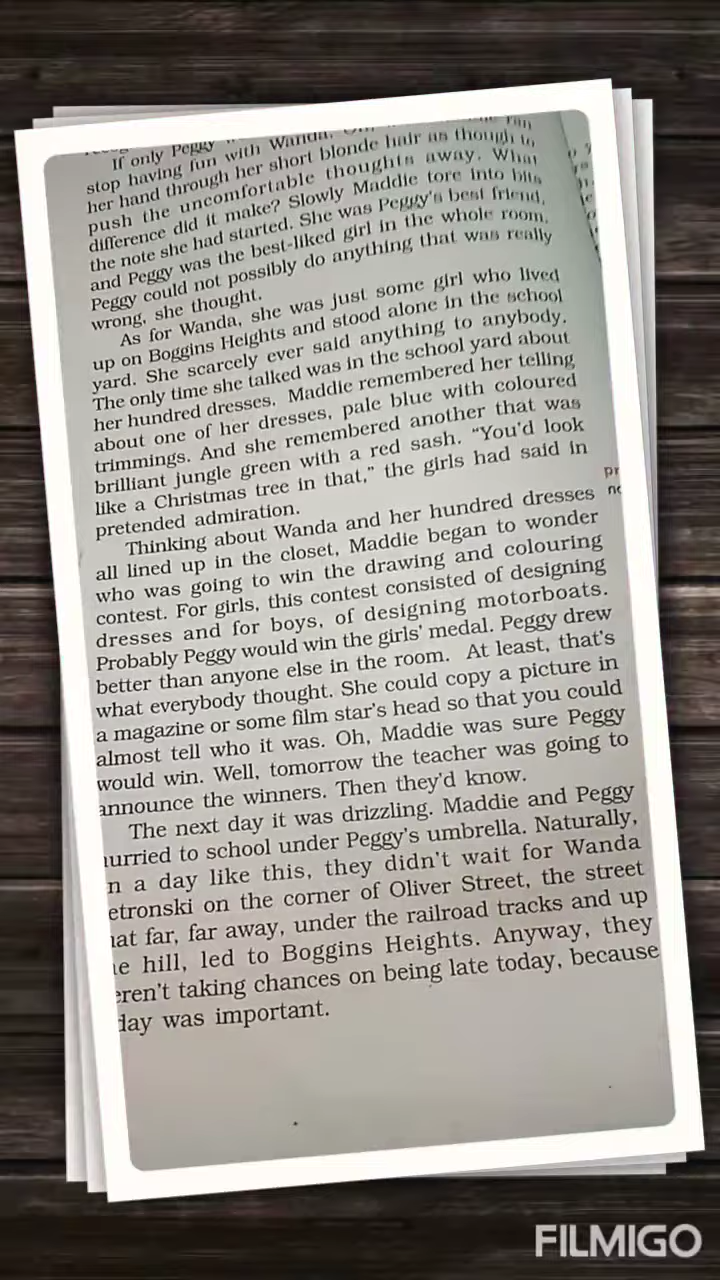 If only Peggy
stop having fun with Wanda. ran
her hand through her short blonde hair as though to
push the uncomfortable thoughts away. What
difference did it make? Slowly Maddie tore into bits
the note she had started. She was Peggy's best friend,
and Peggy was the best-liked girl in the whole room.
Peggy could not possibly do anything that was really
wrong, she thought.
As for Wanda, she was just some girl who lived
up on Boggins Heights and stood alone in the school
yard. She scarcely ever said anything to anybody.
The only time she talked was in the school yard about
her hundred dresses. Maddie remembered her telling
about one of her dresses, pale blue with coloured
trimmings. And she remembered another that was
brilliant jungle green with a red sash. “You'd look
like a Christmas tree in that,” the girls had said in
pretended admiration.
Thinking about Wanda and her hundred dresses
all lined up in the closet, Maddie began to wonder
who was going to win the drawing and colouring
contest. For girls, this contest consisted of designing
dresses and for boys, of designing motorboats.
Probably Peggy would win the girls' medal. Peggy drew
better than anyone else in the room. At least, that's
what everybody thought. She could copy a picture in
a magazine or some film star's head so that you could
almost tell who it was. Oh, Maddie was sure Peggy
would win. Well, tomorrow the teacher was going to
announce the winners. Then they'd know.
The next day it was drizzling. Maddie and Peggy
urried to school under Peggy's umbrella. Naturally,
n a day like this, they didn't wait for Wanda
etronski on the corner of Oliver Street, the street
hat far, far away, under the railroad tracks and up
e hill, led to Boggins Heights. Anyway, they
eren't taking chances on being late today, because
day was important.
pr
ne
FILMIGO